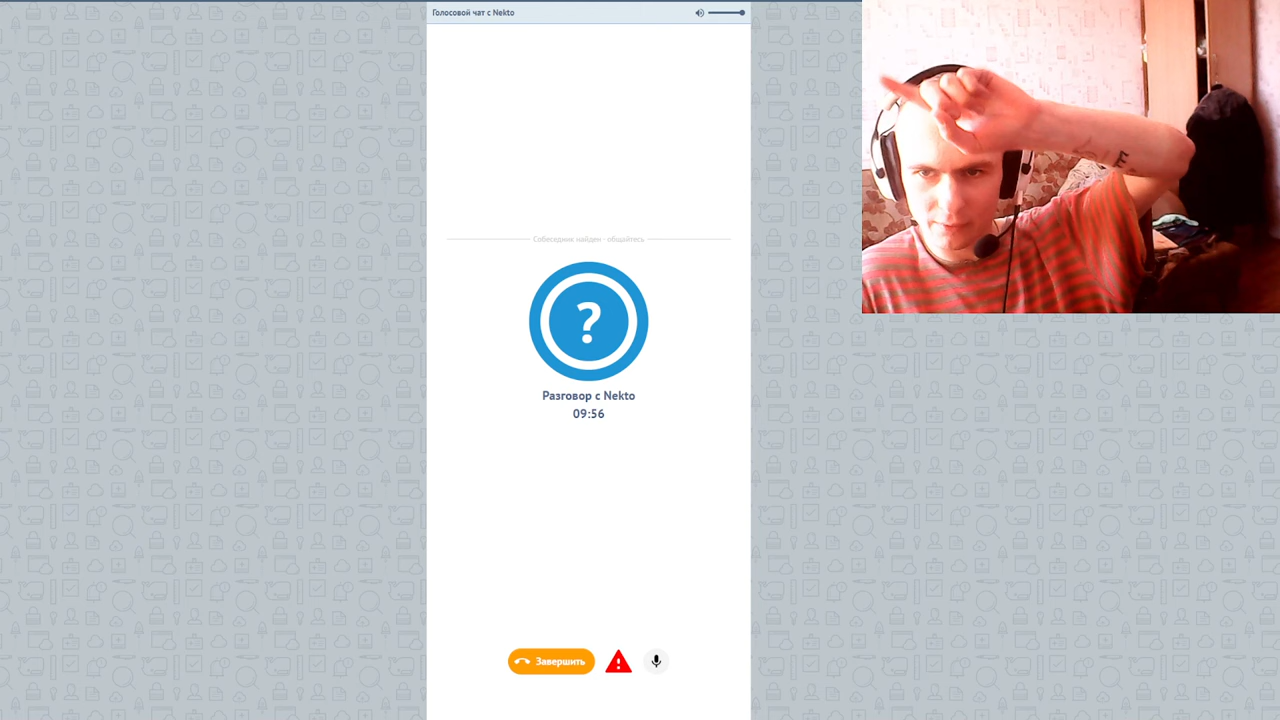 Голосовой чат с Nekto
Собеседник найден - общайтесь
?
Разговор с Nekto
09:56
Завершить
E